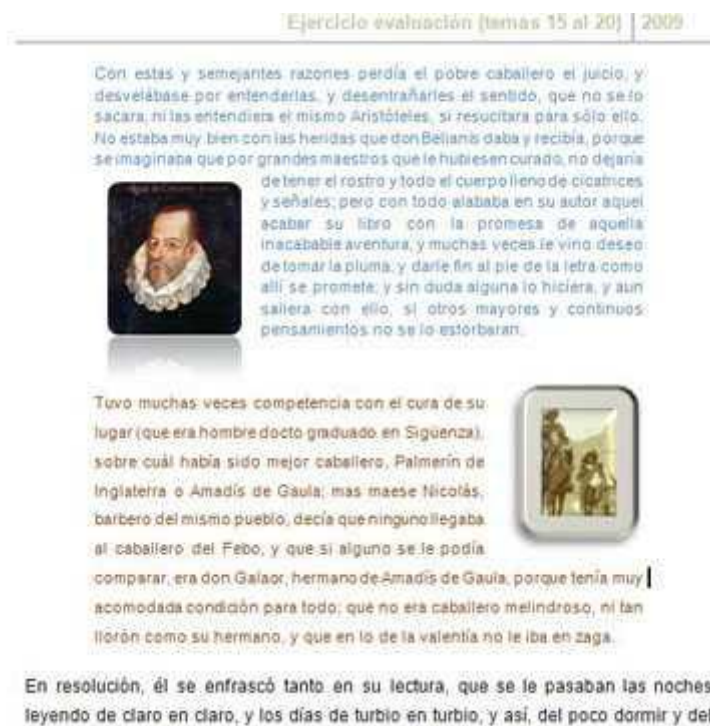 Ejercicio evaluación (temas 15 al 20) | 2009
Con estas y semejantes razones perdía el pobre caballero el juicio, y
desvelábase por entenderlas, y desentrañarles el sentido, que no se lo
sacara, ni las entendiera el mismo Aristóteles, si resucitara para sólo ello.
No estaba muy bien con las heridas que don Belianis daba y recibía, porque
se imaginaba que por grandes maestros que le hubiesen curado, no dejaría
de tener el rostro y todo el cuerpo lleno de cicatrices
y señales; pero con todo alababa en su autor aquel
acabar su libro con la promesa de aquella
inacabable aventura, y muchas veces le vino deseo
de tomar la pluma, y darle fin al pie de la letra como
allí se promete; y sin duda alguna lo hiciera, y aun
saliera con ello, si otros mayores y continuos
pensamientos no se lo estorbaran.
Tuvo muchas veces competencia con el cura de su
lugar (que era hombre docto graduado en Sigüenza),
sobre cuál había sido mejor caballero, Palmerín de
Inglaterra o Amadís de Gaula; mas maese Nicolás,
barbero del mismo pueblo, decía que ninguno llegaba
al caballero del Febo, y que si alguno se le podía
comparar, era don Galaor, hermano de Amadís de Gaula, porque tenía muy
acomodada condición para todo; que no era caballero melindroso, ni tan
llorón como su hermano, y que en lo de la valentía no le iba en zaga.
En resolución, él se enfrascó tanto en su lectura, que se le pasaban las noches
leyendo de claro en claro, y los días de turbio en turbio, y así, del poco dormir y del